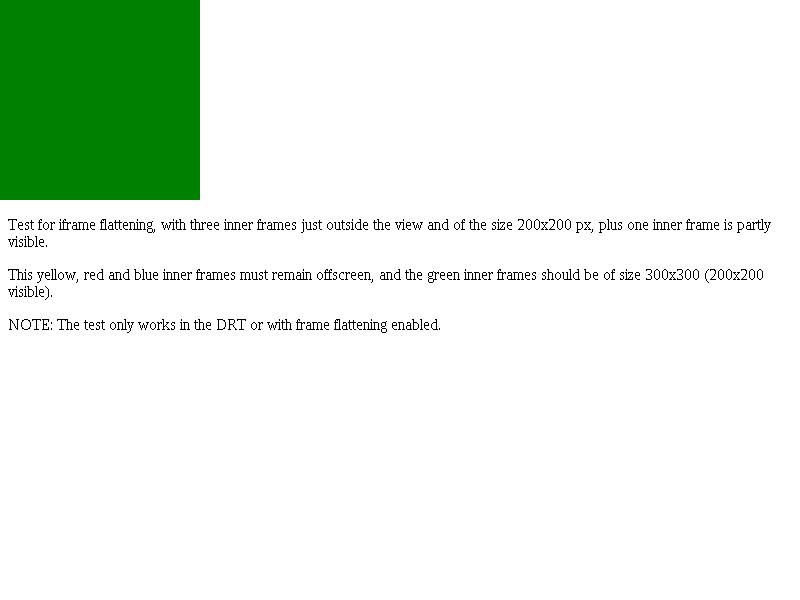 Test for iframe flattening, with three inner frames just outside the view and of the size 200x200 px, plus one inner frame is partly
visible.
This yellow, red and blue inner frames must remain offscreen, and the green inner frames should be of size 300x300 (200x200
visible).
NOTE: The test only works in the DRT or with frame flattening enabled.